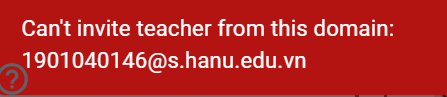 Can't invite teacher from this domain:
1901040146@s.hanu.edu.vn
?